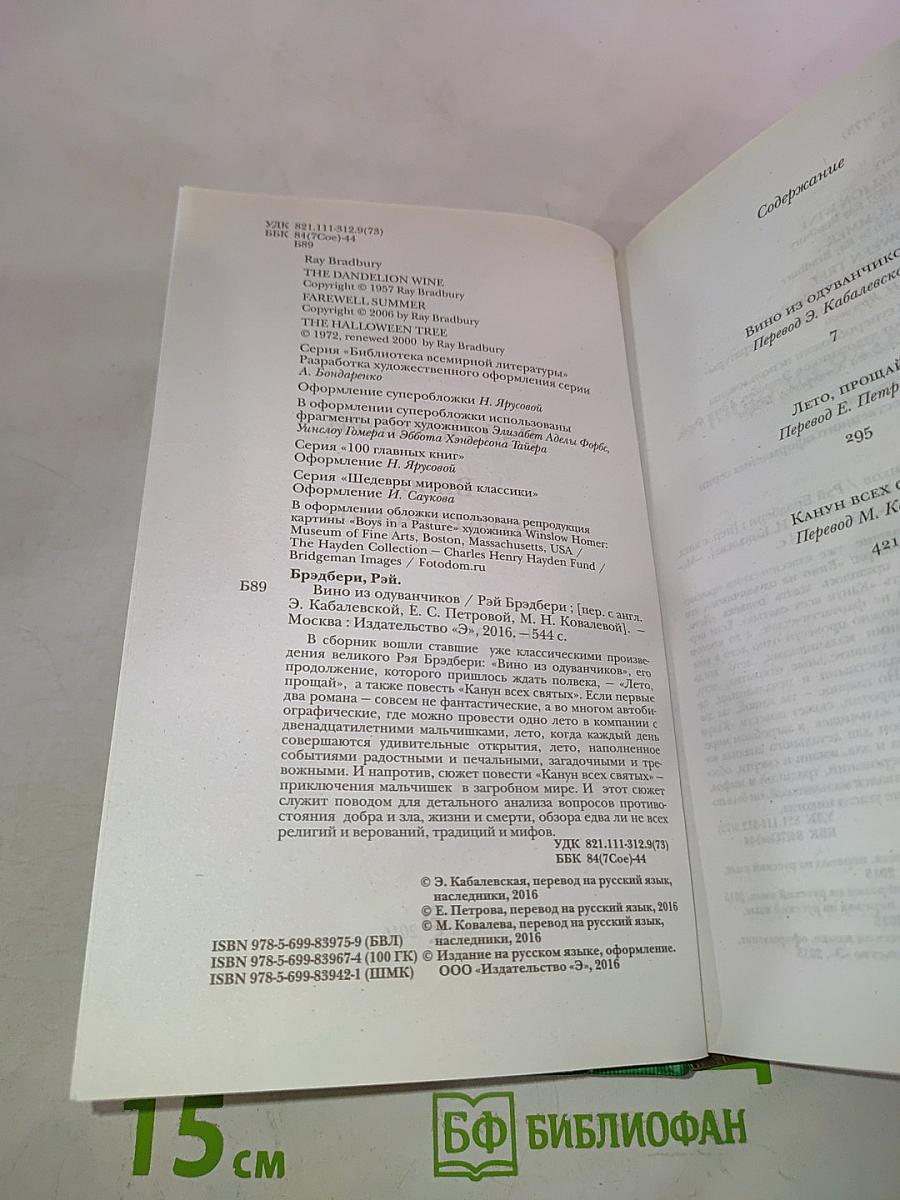 УДК 821.111-312.9(73)
ББК 84(7Сое)-44
Б89
Ray Bradbury
THE DANDELION WINE
Copyright © 1957 Ray Bradbury
FAREWELL SUMMER
Copyright © 2006 by Ray Bradbury
THE HALLOWEEN TREE
© 1972, renewed 2000 by Ray Bradbury
Серия «Библиотека всемирной литературы»
Разработка художественного оформления серии
А. Бондаренко
Оформление суперобложки Н. Ярусовой
В оформлении суперобложки использованы
фрагменты работ художников Элизабет Аделы Форбс,
Уинслоу Гомера и Эббота Хэндерсона Тайера
Серия «100 главных книг»
Оформление Н. Ярусовой
Серия «Шедевры мировой классики»
Оформление И. Саукова
В оформлении обложки использована репродукция
картины «Boys in a Pasture» художника Winslow Homer:
Museum of Fine Arts, Boston, Massachusetts, USA /
The Hayden Collection — Charles Henry Hayden Fund /
Bridgeman Images / Fotodom.ru
Брэдбери, Рэй.
Б89 Вино из одуванчиков / Рэй Брэдбери ; [пер. с англ.
Э. Кабалевской, Е. С. Петровой, М. Н. Ковалевой]. —
Москва : Издательство «Э», 2016. — 544 с.
В сборник вошли ставшие уже классическими произве-
дения великого Рэя Брэдбери: «Вино из одуванчиков», его
продолжение, которого пришлось ждать полвека, — «Лето,
прощай», а также повесть «Канун всех святых». Если первые
два романа — совсем не фантастические, а во многом автоби-
ографические, где можно провести одно лето в компании с
двенадцатилетними мальчишками, лето, когда каждый день
совершаются удивительные открытия, лето, наполненное
событиями радостными и печальными, загадочными и тре-
вожными. И напротив, сюжет повести «Канун всех святых» —
приключения мальчишек в загробном мире. И этот сюжет
служит поводом для детального анализа вопросов противо-
стояния добра и зла, жизни и смерти, обзора едва ли не всех
религий и верований, традиций и мифов.
УДК 821.111-312.9(73)
ББК 84(7Сое)-44
© Э. Кабалевская, перевод на русский язык,
наследники, 2016
© Е. Петрова, перевод на русский язык, 2016
© М. Ковалева, перевод на русский язык,
наследники, 2016
© Издание на русском языке, оформление.
ООО «Издательство «Э», 2016
ISBN 978-5-699-83975-9 (БВЛ)
ISBN 978-5-699-83967-4 (100 ГК)
ISBN 978-5-699-83942-1 (ШМК)
Содержание
Вино из одуванчико
Перевод Э. Кабалевско
7
Лето, прощай
Перевод Е. Петр
295
Канун всех с
Перевод М. Ко
421
15 см
БФ БИБЛИОФАН